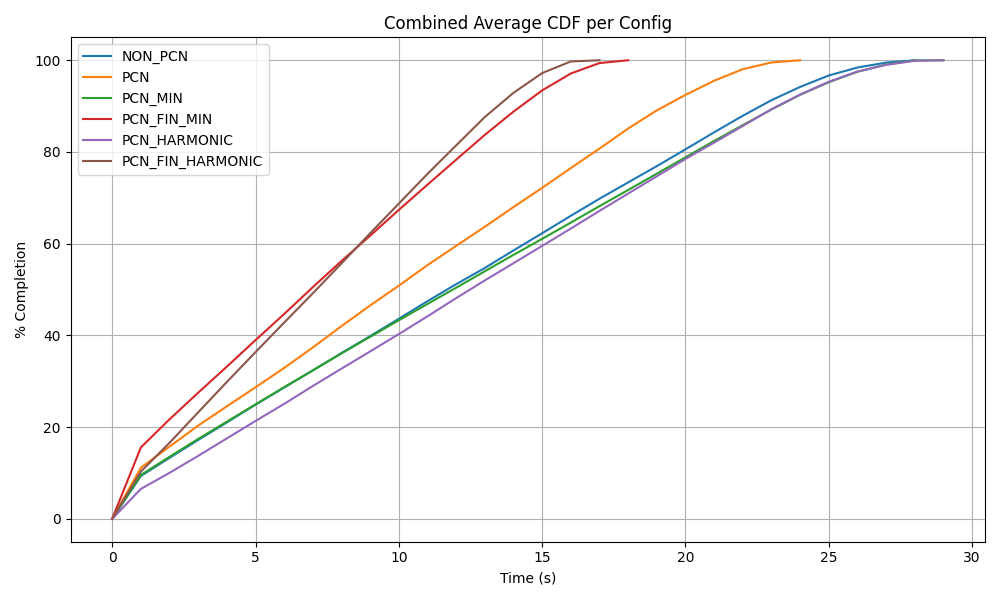 Combined Average CDF per Config
NON_PCN
PCN
PCN_MIN
PCN_FIN_MIN
PCN_HARMONIC
PCN_FIN_HARMONIC
% Completion
100
80
60
40
20
0
0 5 10 15 20 25 30
Time (s)